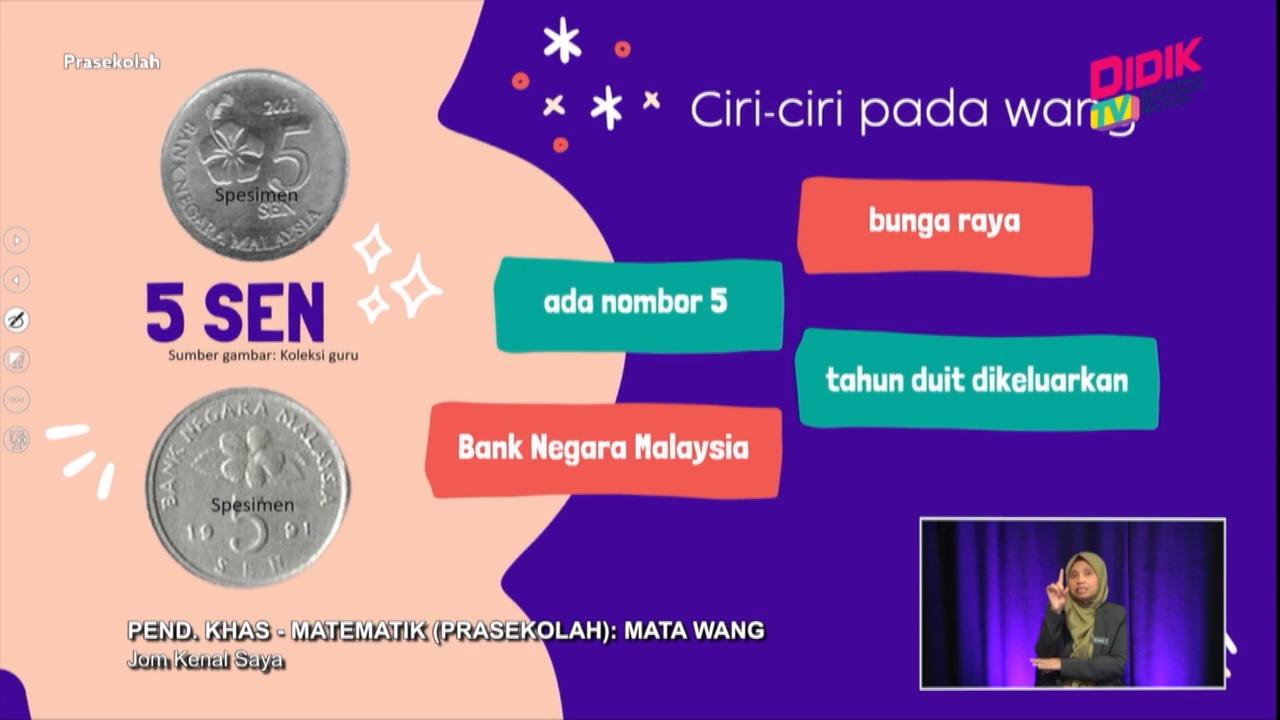 Prasekolah
DIDIK
TV
Ciri-ciri pada wang
2021
5
SEN
BANK NEGARA MALAYSIA
Spesimen
bunga raya
ada nombor 5
5 SEN
Sumber gambar: Koleksi guru
tahun duit dikeluarkan
BANK NEGARA MALAYSIA
Spesimen
1991
5
SEN
Bank Negara Malaysia
PEND. KHAS - MATEMATIK (PRASEKOLAH): MATA WANG
Jom Kenal Saya